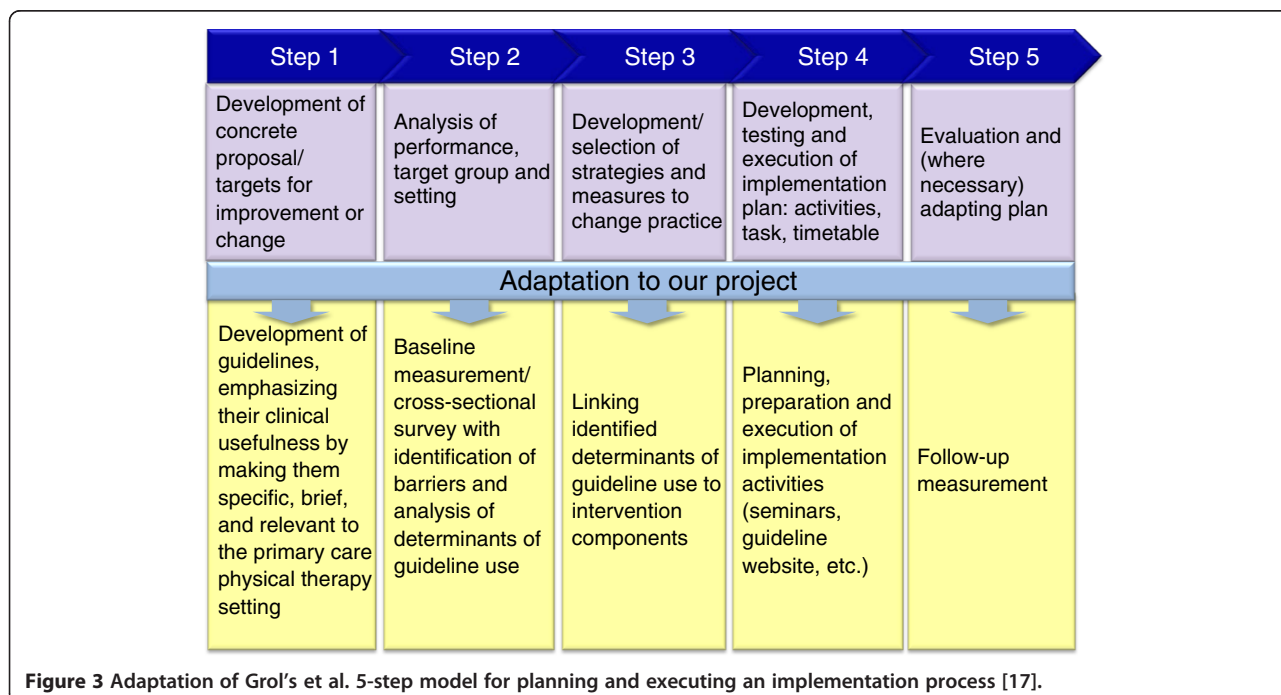 Step 1
Step 2
Step 3
Step 4
Step 5
Development of
concrete
proposal/
targets for
improvement or
change
Analysis of
performance,
target group and
setting
Development/
selection of
strategies and
measures to
change practice
Development,
testing and
execution of
implementation
plan: activities,
task, timetable
Evaluation and
(where
necessary)
adapting plan
Adaptation to our project
Development of
guidelines,
emphasizing
their clinical
usefulness by
making them
specific, brief,
and relevant to
the primary care
physical therapy
setting
Baseline
measurement/
cross-sectional
survey with
identification of
barriers and
analysis of
determinants of
guideline use
Linking
identified
determinants of
guideline use to
intervention
components
Planning,
preparation and
execution of
implementation
activities
(seminars,
guideline
website, etc.)
Follow-up
measurement
Figure 3 Adaptation of Grol's et al. 5-step model for planning and executing an implementation process [17].